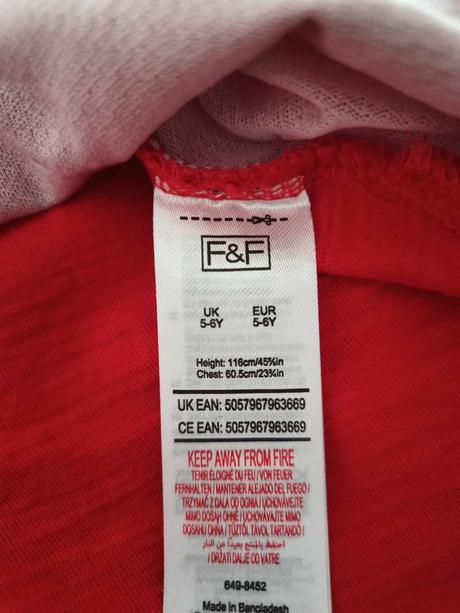 F&F
UK EUR
5-6Y 5-6Y
Height: 116cm/45¾in
Chest: 60.5cm/23¾in
UK EAN: 5057967963669
CE EAN: 5057967963669
KEEP AWAY FROM FIRE
TENIR ÉLOIGNÉ DU FEU / VON FEUER
FERNHALTEN / MANTENER ALEJADO DEL FUEGO /
TRZYMAĆ Z DALA OD OGNIA / UCHOVÁVEJTE
MIMO DOSAH OHNĚ / UCHOVÁVAJTE MIMO
DOSAHU OHŇA / TŰZTŐL TÁVOL TARTANDÓ /
احتفظ بالمنتج بعيدًا عن النار
/ DRŽATI DALJE OD VATRE
649-8452
Made in Bangladesh